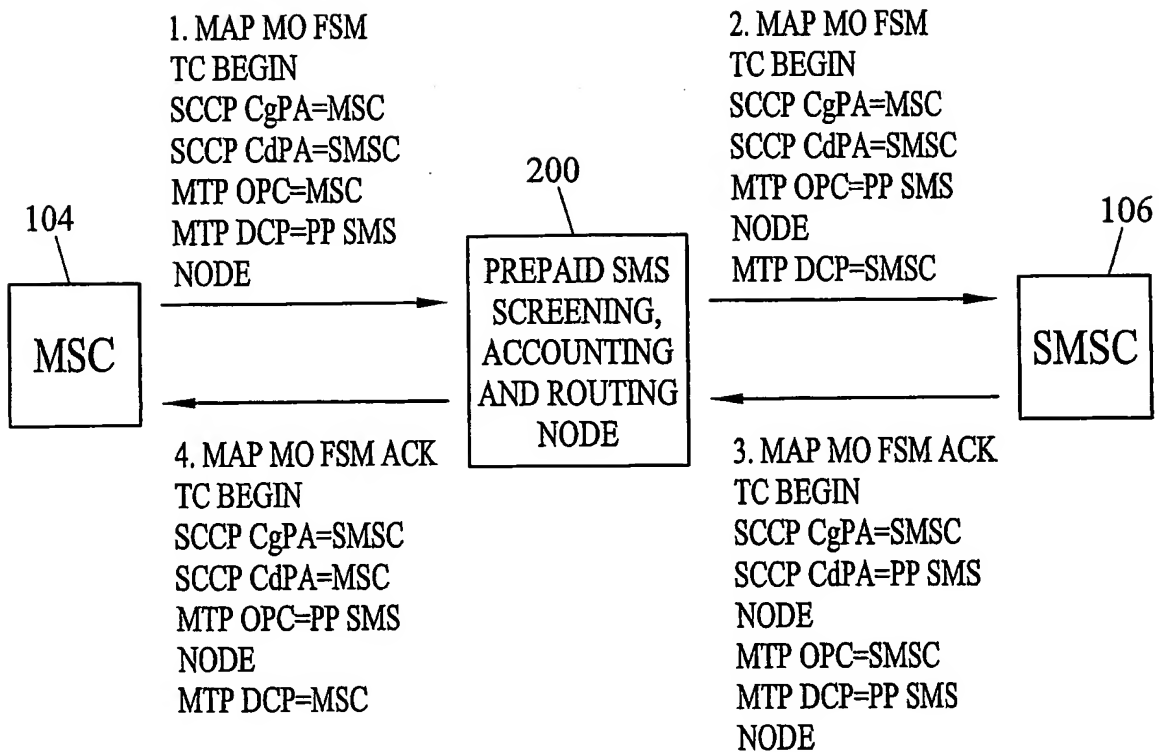 1. MAP MO FSM
TC BEGIN
SCCP CgPA=MSC
SCCP CdPA=SMSC
MTP OPC=MSC
MTP DCP=PP SMS
NODE
2. MAP MO FSM
TC BEGIN
SCCP CgPA=MSC
SCCP CdPA=SMSC
MTP OPC=PP SMS
NODE
MTP DCP=SMSC
104
MSC
200
PREPAID SMS
SCREENING,
ACCOUNTING
AND ROUTING
NODE
106
SMSC
4. MAP MO FSM ACK
TC BEGIN
SCCP CgPA=SMSC
SCCP CdPA=MSC
MTP OPC=PP SMS
NODE
MTP DCP=MSC
3. MAP MO FSM ACK
TC BEGIN
SCCP CgPA=SMSC
SCCP CdPA=PP SMS
NODE
MTP OPC=SMSC
MTP DCP=PP SMS
NODE